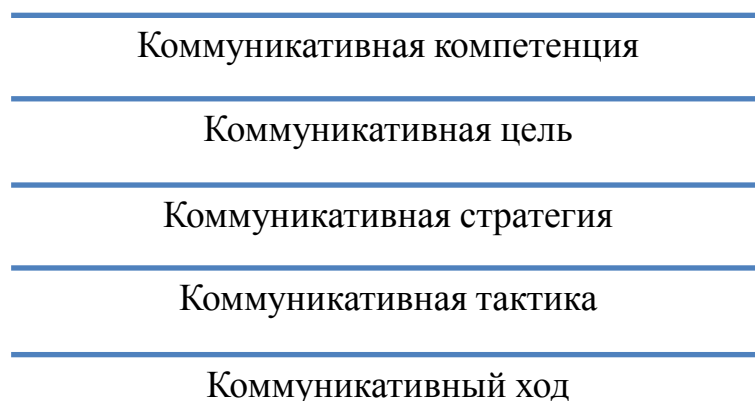 Коммуникативная компетенция
Коммуникативная цель
Коммуникативная стратегия
Коммуникативная тактика
Коммуникативный ход